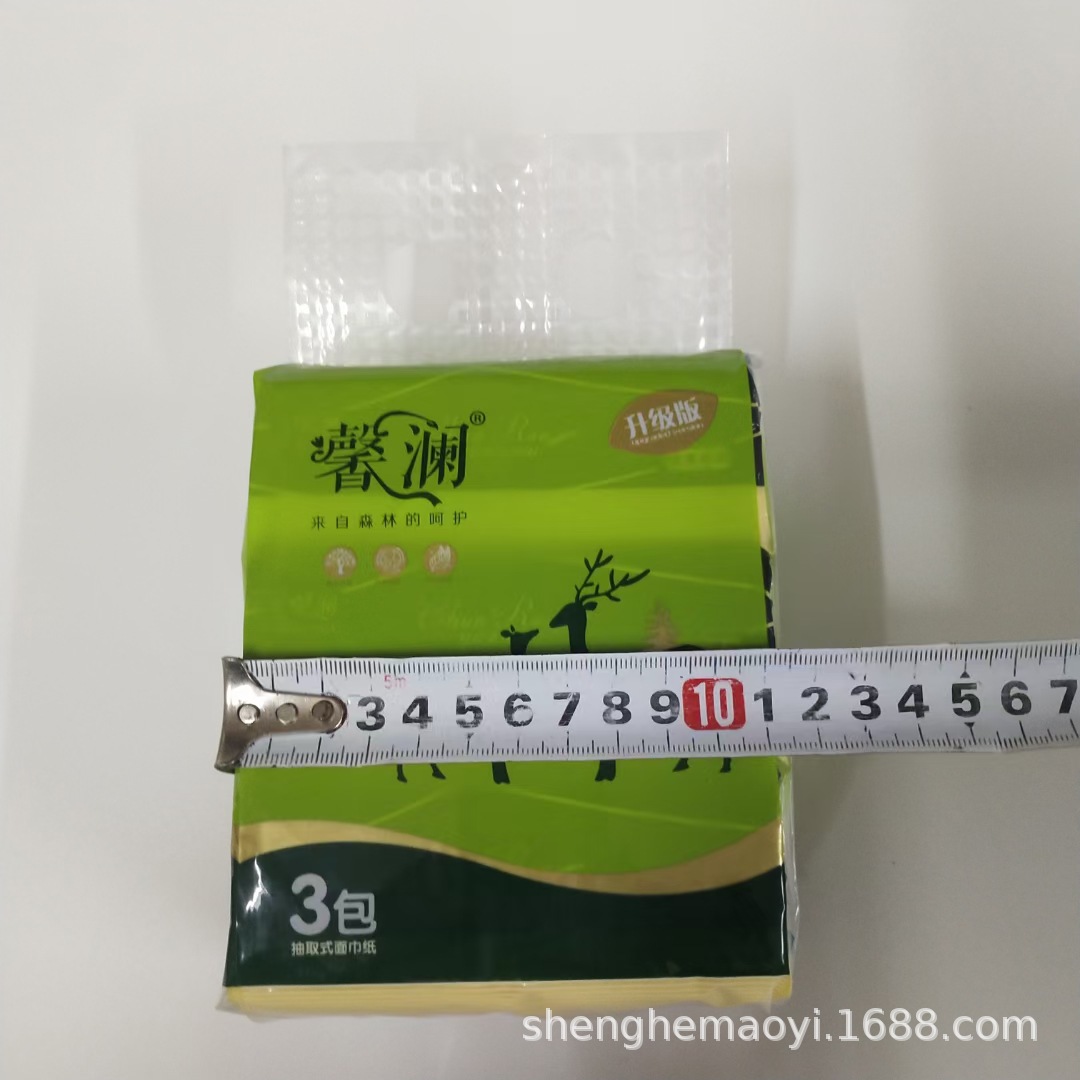 馨澜®
升级版
来自森林的呵护
5m
3 4 5 6 7 8 9 10 1 2 3 4 5 6 7
3包
抽取式面巾纸
shenghemaoyi.1688.com